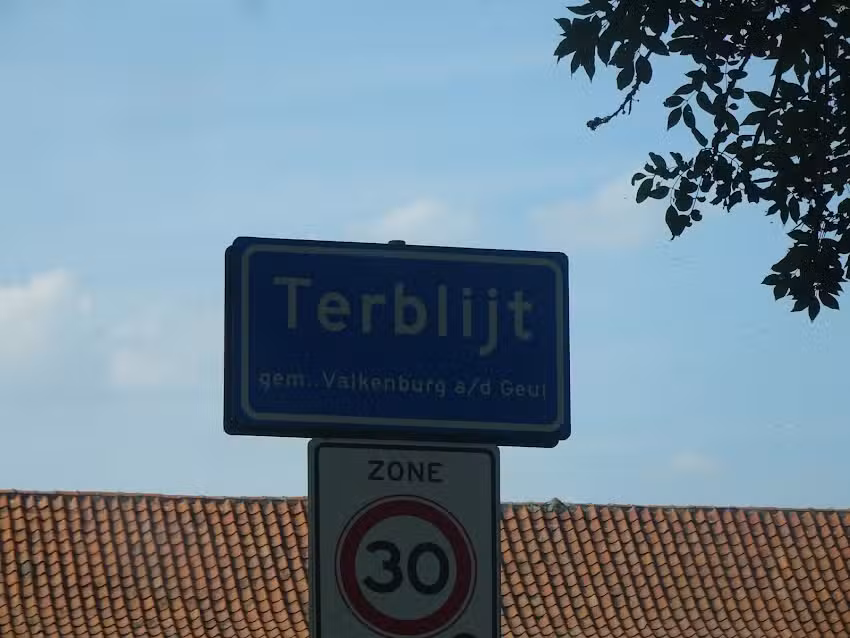 Terblijt
gem. Valkenburg a/d Geul
ZONE
30